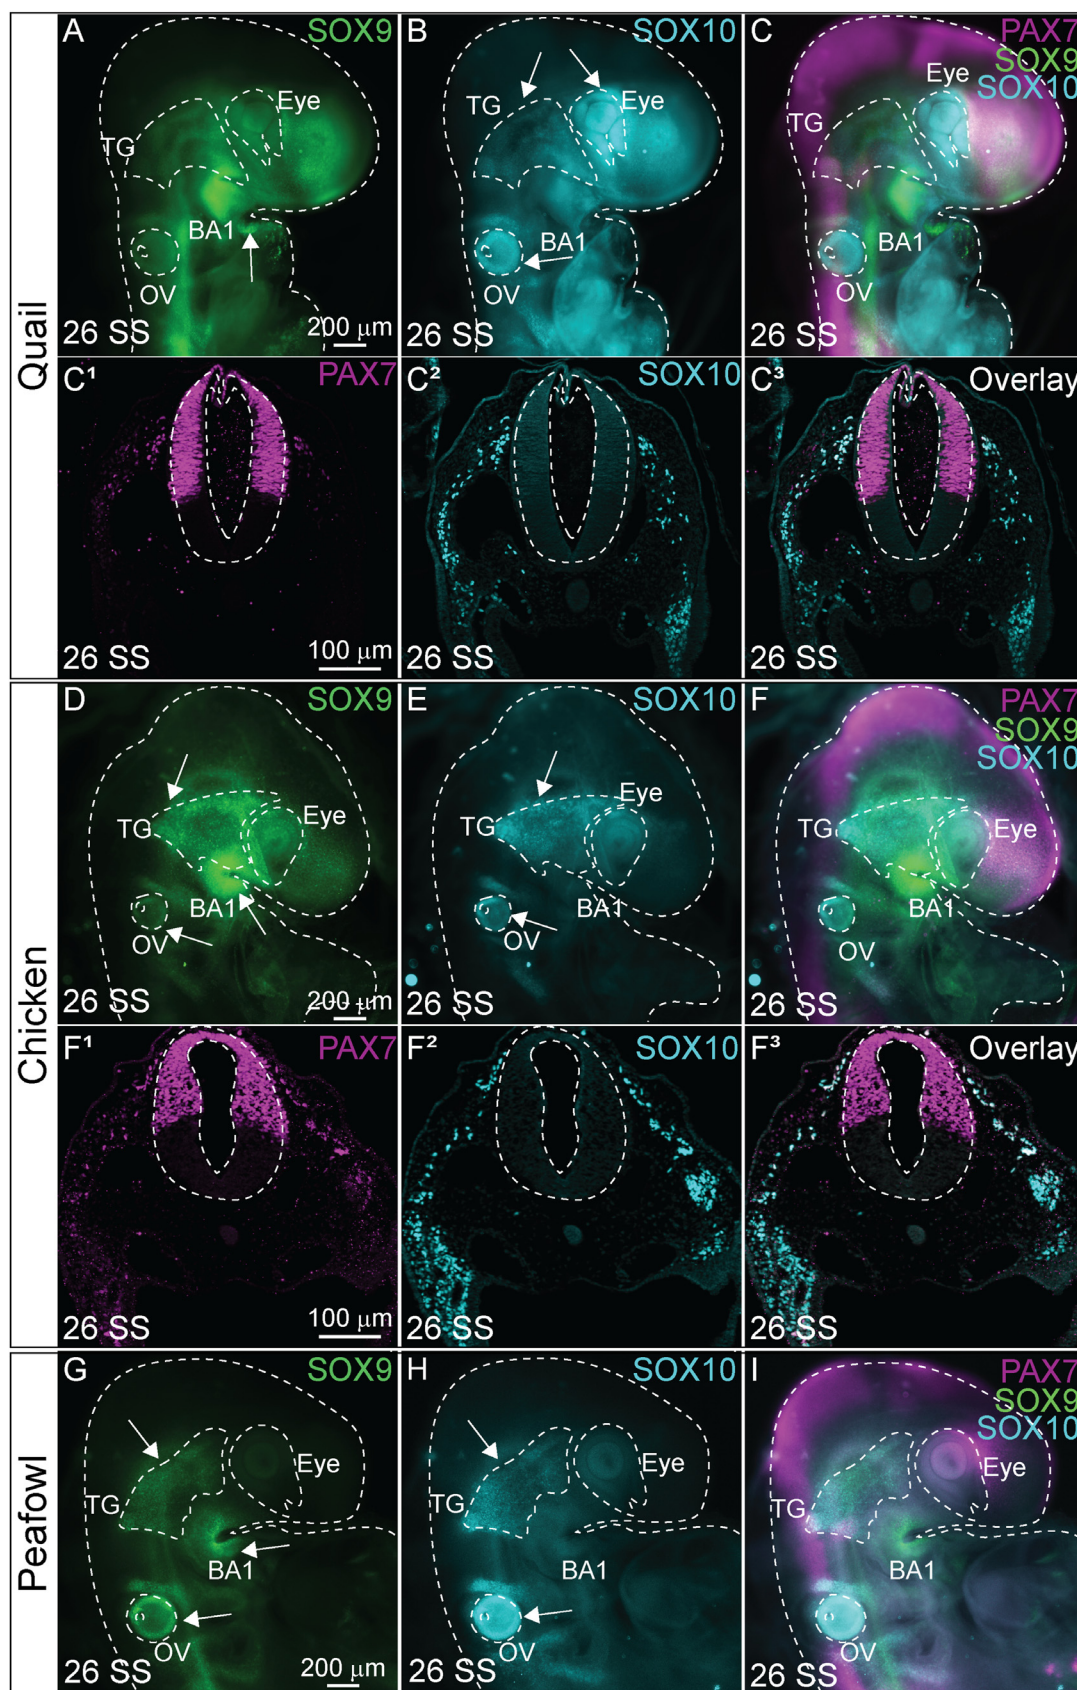 Quail
A
SOX9
Eye
TG
BA1
OV
26 SS
200 µm
B
SOX10
Eye
TG
BA1
OV
26 SS
C
PAX7
SOX9
SOX10
Eye
TG
BA1
OV
26 SS
C¹
PAX7
26 SS
100 µm
C²
SOX10
26 SS
C³
Overlay
26 SS
Chicken
D
SOX9
Eye
TG
BA1
OV
26 SS
200 µm
E
SOX10
Eye
TG
BA1
OV
26 SS
F
PAX7
SOX9
SOX10
Eye
TG
BA1
OV
26 SS
F¹
PAX7
26 SS
100 µm
F²
SOX10
26 SS
F³
Overlay
26 SS
Peafowl
G
SOX9
Eye
TG
BA1
OV
26 SS
200 µm
H
SOX10
Eye
TG
BA1
OV
26 SS
I
PAX7
SOX9
SOX10
Eye
TG
BA1
OV
26 SS